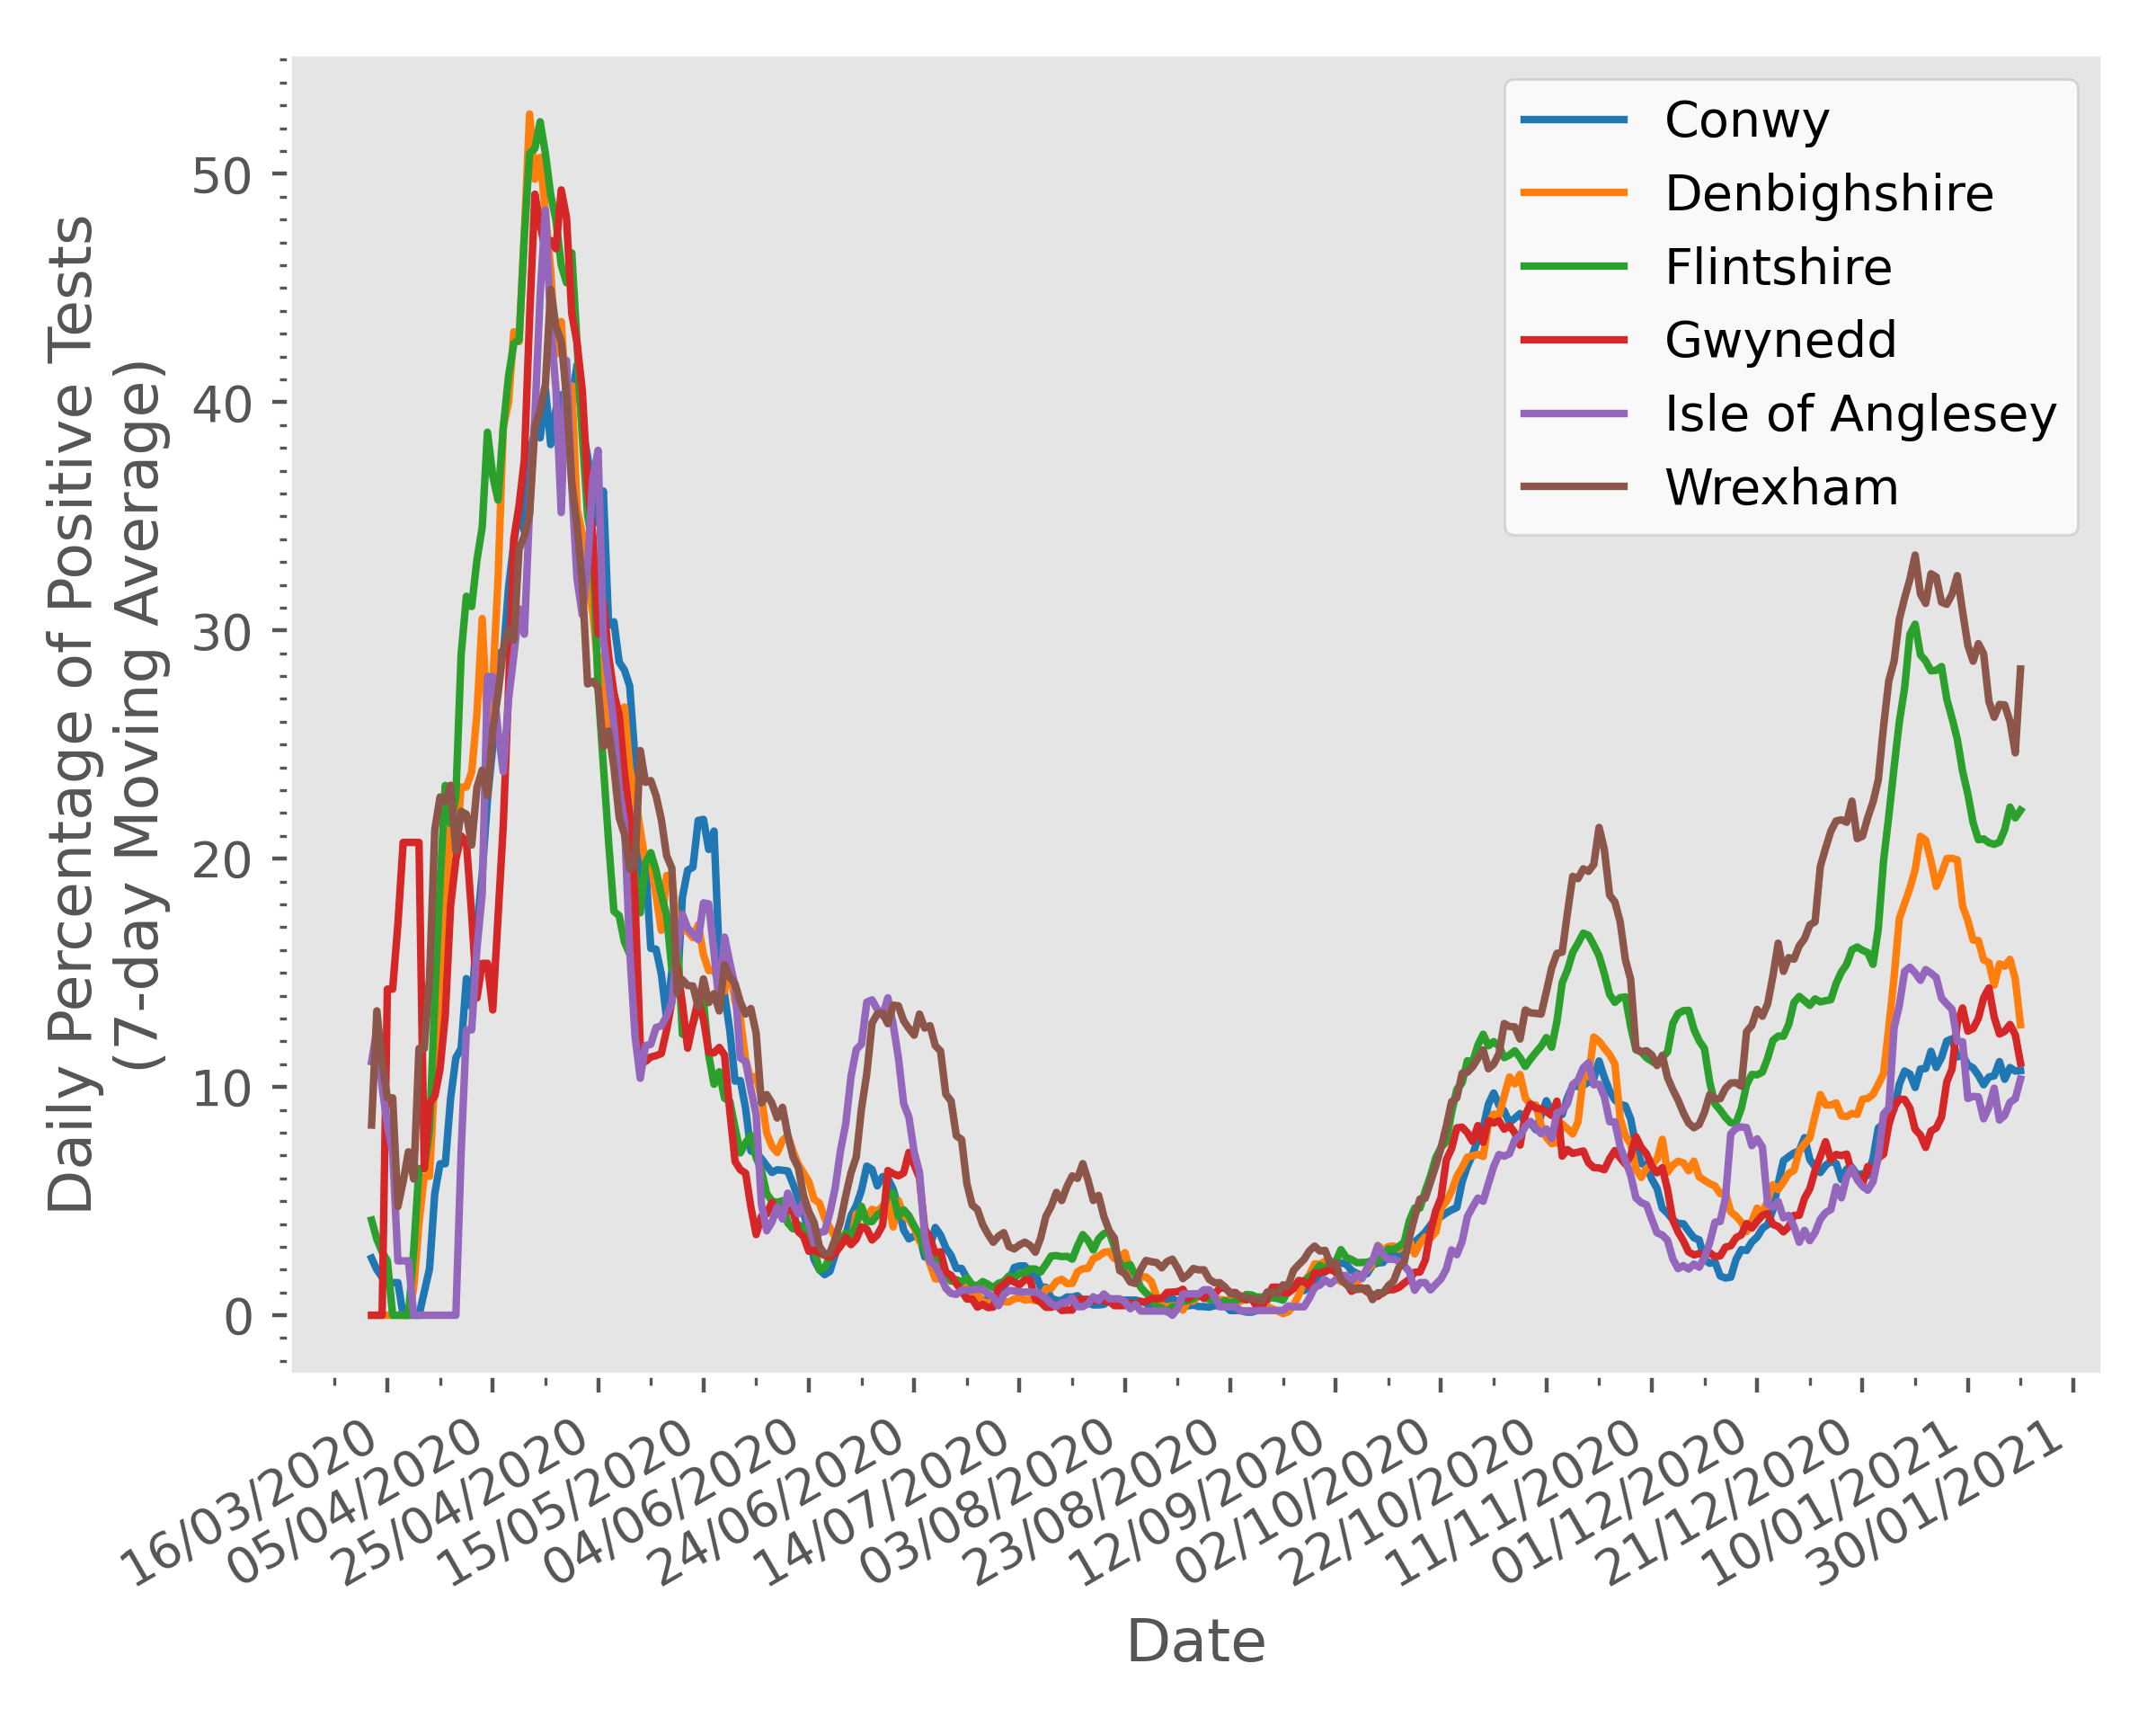 Daily Percentage of Positive Tests
(7-day Moving Average)
50
40
30
20
10
0
Conwy
Denbighshire
Flintshire
Gwynedd
Isle of Anglesey
Wrexham
16/03/2020
05/04/2020
25/04/2020
15/05/2020
04/06/2020
24/06/2020
14/07/2020
03/08/2020
23/08/2020
12/09/2020
02/10/2020
22/10/2020
11/11/2020
01/12/2020
21/12/2020
10/01/2021
30/01/2021
Date